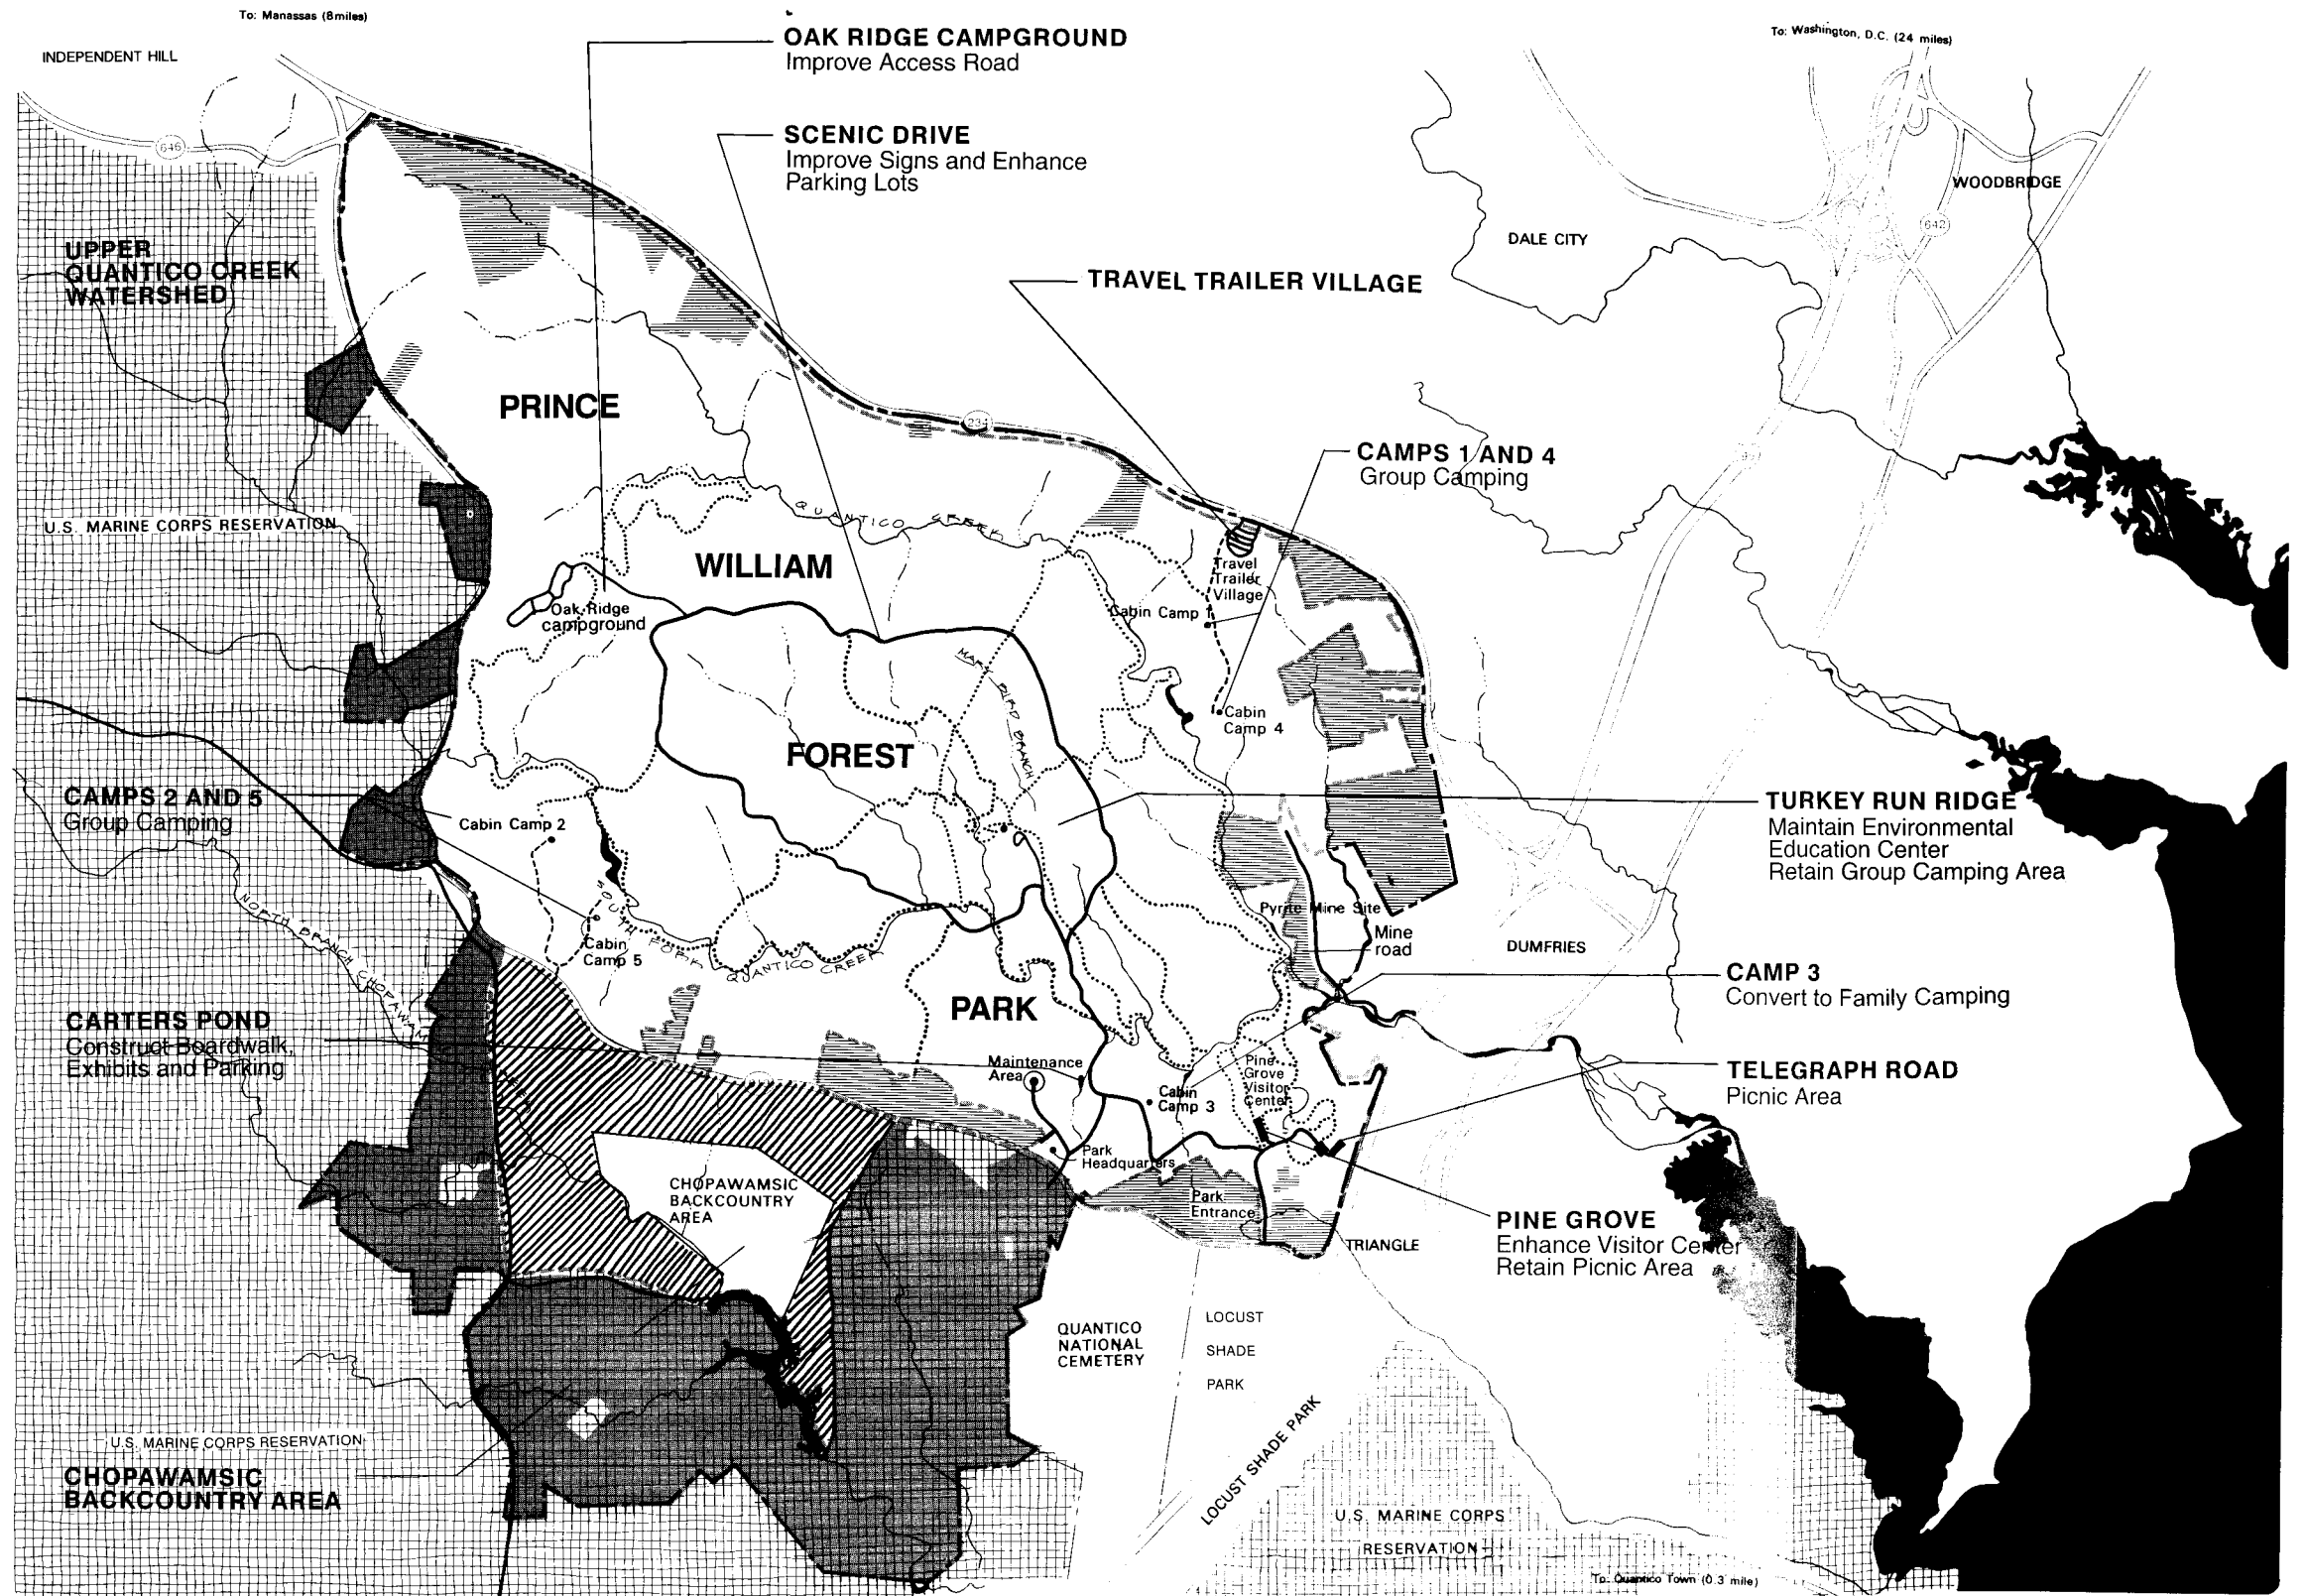 To: Manassas (8miles)
INDEPENDENT HILL
OAK RIDGE CAMPGROUND
Improve Access Road
To: Washington, D.C. (24 miles)
646
SCENIC DRIVE
Improve Signs and Enhance
Parking Lots
WOODBRIDGE
642
DALE CITY
UPPER
QUANTICO CREEK
WATERSHED
TRAVEL TRAILER VILLAGE
PRINCE
234
CAMPS 1 AND 4
Group Camping
U.S. MARINE CORPS RESERVATION
QUANTICO CREEK
WILLIAM
Travel
Trailer
Village
Oak Ridge
campground
Cabin Camp 1
MARY BIRD BRANCH
Cabin
Camp 4
FOREST
CAMPS 2 AND 5
Group Camping
Cabin Camp 2
TURKEY RUN RIDGE
Maintain Environmental
Education Center
Retain Group Camping Area
NORTH BRANCH CHOPAWAMSIC
CREEK
SOUTH FORK
QUANTICO CREEK
Cabin
Camp 5
Pyrite Mine Site
Mine
road
DUMFRIES
CAMP 3
Convert to Family Camping
PARK
CARTERS POND
Construct Boardwalk,
Exhibits and Parking
Maintenance
Area
Pine
Grove
Visitor
Center
Cabin
Camp 3
TELEGRAPH ROAD
Picnic Area
Park
Headquarters
CHOPAWAMSIC
BACKCOUNTRY
AREA
Park
Entrance
PINE GROVE
Enhance Visitor Center
Retain Picnic Area
TRIANGLE
QUANTICO
NATIONAL
CEMETERY
LOCUST
SHADE
PARK
LOCUST SHADE PARK
U.S. MARINE CORPS RESERVATION
CHOPAWAMSIC
BACKCOUNTRY AREA
U.S. MARINE CORPS
RESERVATION
To: Quantico Town (0.3 mile)